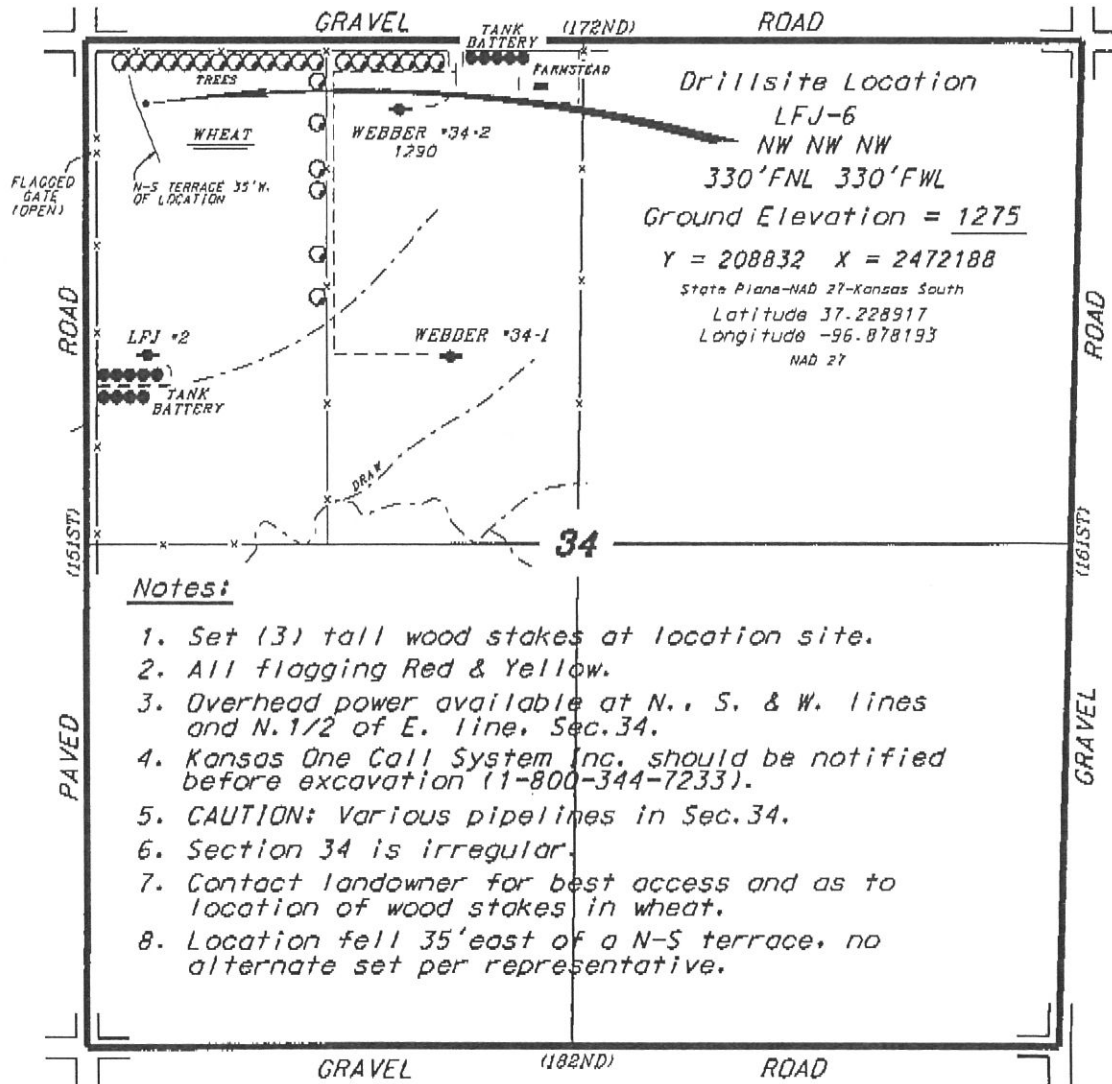 GRAVEL (172ND) ROAD
TANK
BATTERY
FARMSTEAD
TREES
WHEAT
WEBBER #34-2
1290
N-S TERRACE 35'W.
OF LOCATION
FLAGGED
GATE
(OPEN)
Drillsite Location
LFJ-6
NW NW NW
330'FNL 330'FWL
Ground Elevation = 1275
Y = 208832 X = 2472188
State Plane-NAD 27-Kansas South
Latitude 37.228917
Longitude -96.878193
NAD 27
ROAD
ROAD
LFJ #2
WEBBER #34-1
TANK
BATTERY
DRAW
(151ST)
34
(161ST)
Notes:
1. Set (3) tall wood stakes at location site.
2. All flagging Red & Yellow.
3. Overhead power available at N., S. & W. lines
and N.1/2 of E. line, Sec.34.
4. Kansas One Call System Inc. should be notified
before excavation (1-800-344-7233).
5. CAUTION: Various pipelines in Sec.34.
6. Section 34 is irregular.
7. Contact landowner for best access and as to
location of wood stakes in wheat.
8. Location fell 35'east of a N-S terrace, no
alternate set per representative.
PAVED
GRAVEL
GRAVEL (182ND) ROAD